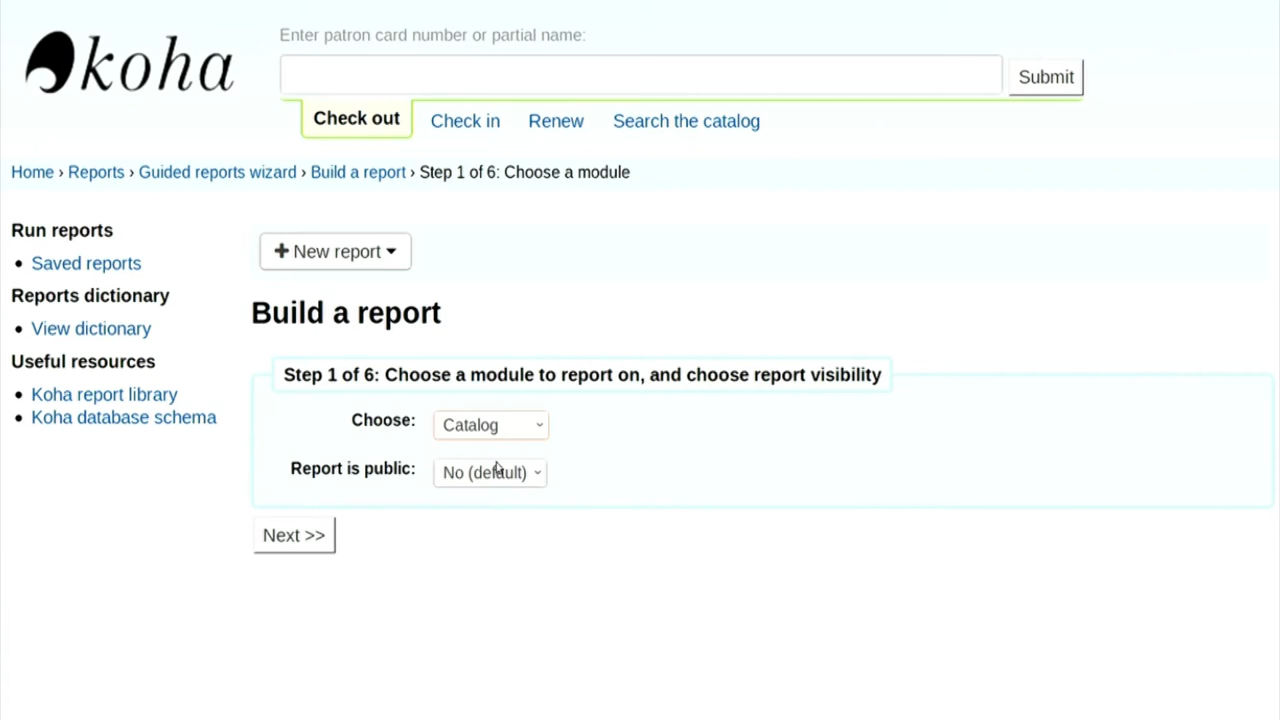 koha
Enter patron card number or partial name:
Submit
Check out Check in Renew Search the catalog
Home › Reports › Guided reports wizard › Build a report › Step 1 of 6: Choose a module
Run reports
• Saved reports
Reports dictionary
• View dictionary
Useful resources
• Koha report library
• Koha database schema
+ New report
Build a report
Step 1 of 6: Choose a module to report on, and choose report visibility
Choose: Catalog
Report is public: No (default)
Next >>